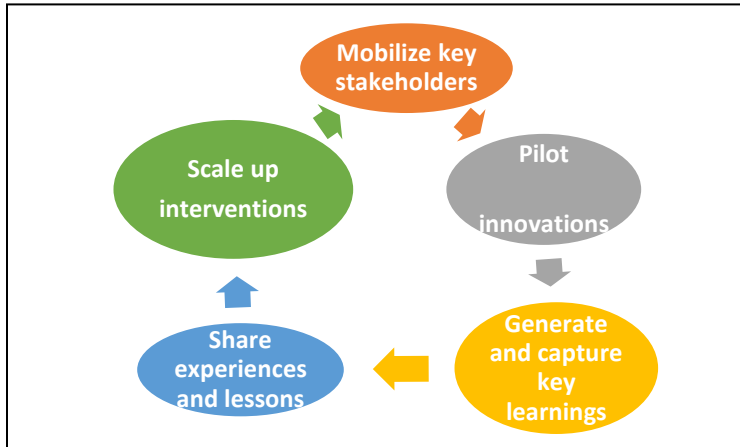 Mobilize key
stakeholders
Pilot
innovations
Generate
and capture
key
learnings
Share
experiences
and lessons
Scale up
interventions